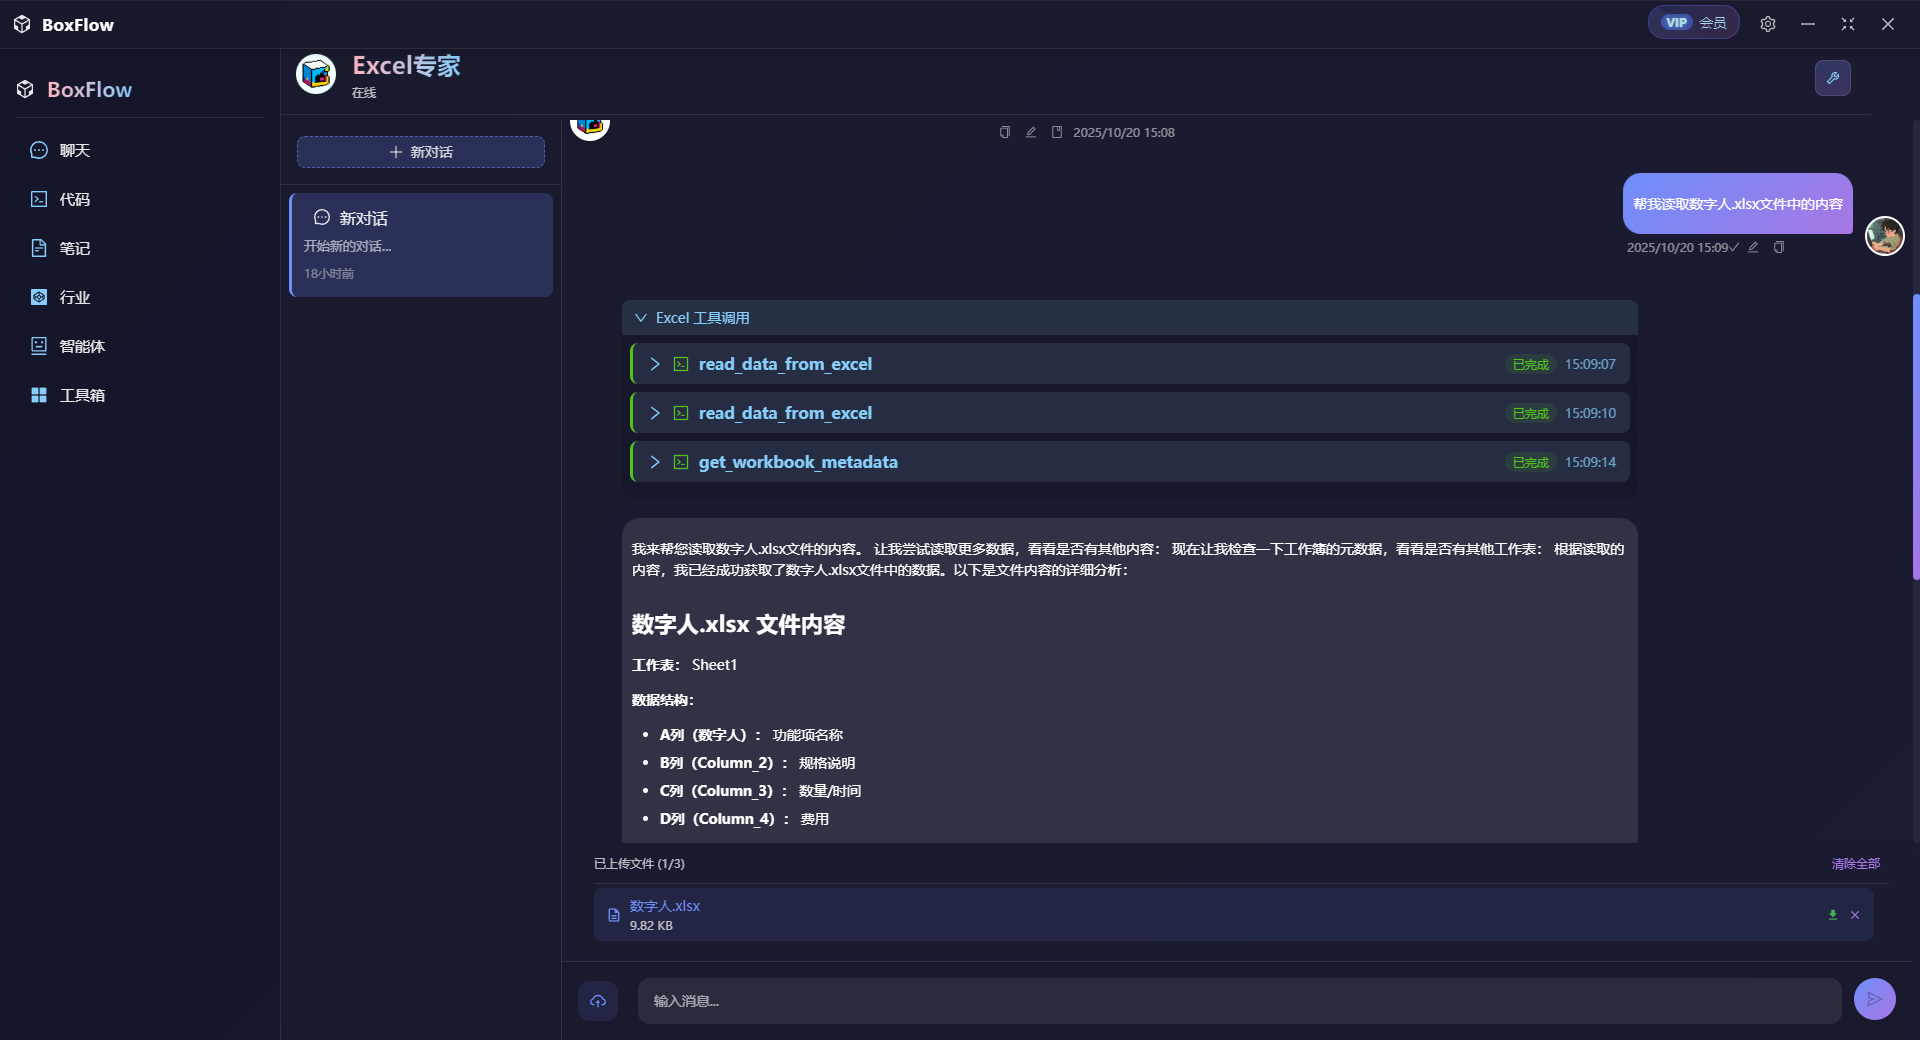 BoxFlow
VIP 会员
BoxFlow
聊天
代码
笔记
行业
智能体
工具箱
Excel专家
在线
新对话
新对话
开始新的对话...
18小时前
2025/10/20 15:08
帮我读取数字人.xlsx文件中的内容
2025/10/20 15:09
Excel 工具调用
read_data_from_excel 已完成 15:09:07
read_data_from_excel 已完成 15:09:10
get_workbook_metadata 已完成 15:09:14
我来帮您读取数字人.xlsx文件的内容。 让我尝试读取更多数据，看看是否有其他内容： 现在让我检查一下工作簿的元数据，看看是否有其他工作表： 根据读取的
内容，我已经成功获取了数字人.xlsx文件中的数据。以下是文件内容的详细分析：
数字人.xlsx 文件内容
工作表： Sheet1
数据结构：
• A列（数字人）： 功能项名称
• B列（Column_2）： 规格说明
• C列（Column_3）： 数量/时间
• D列（Column_4）： 费用
已上传文件 (1/3) 清除全部
数字人.xlsx
9.82 KB
输入消息...